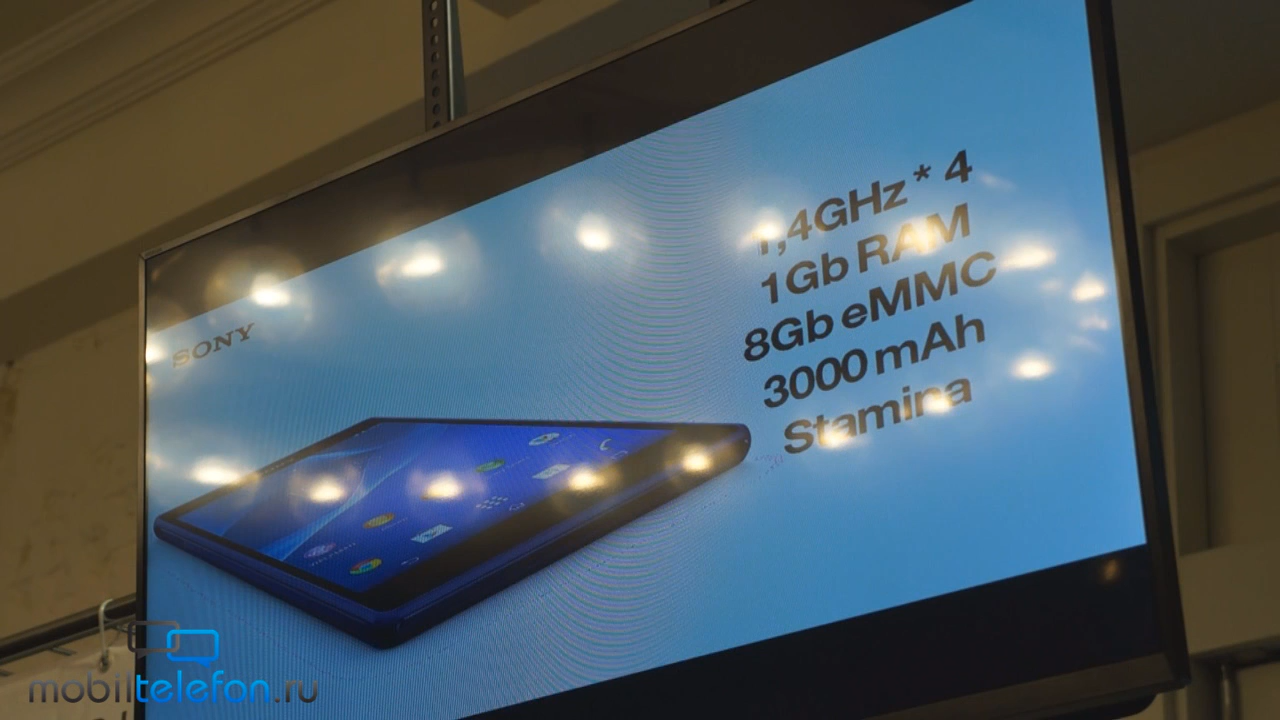 SONY
1,4GHz * 4
1Gb RAM
8Gb eMMC
3000 mAh
Stamina
mobiltelefon.ru